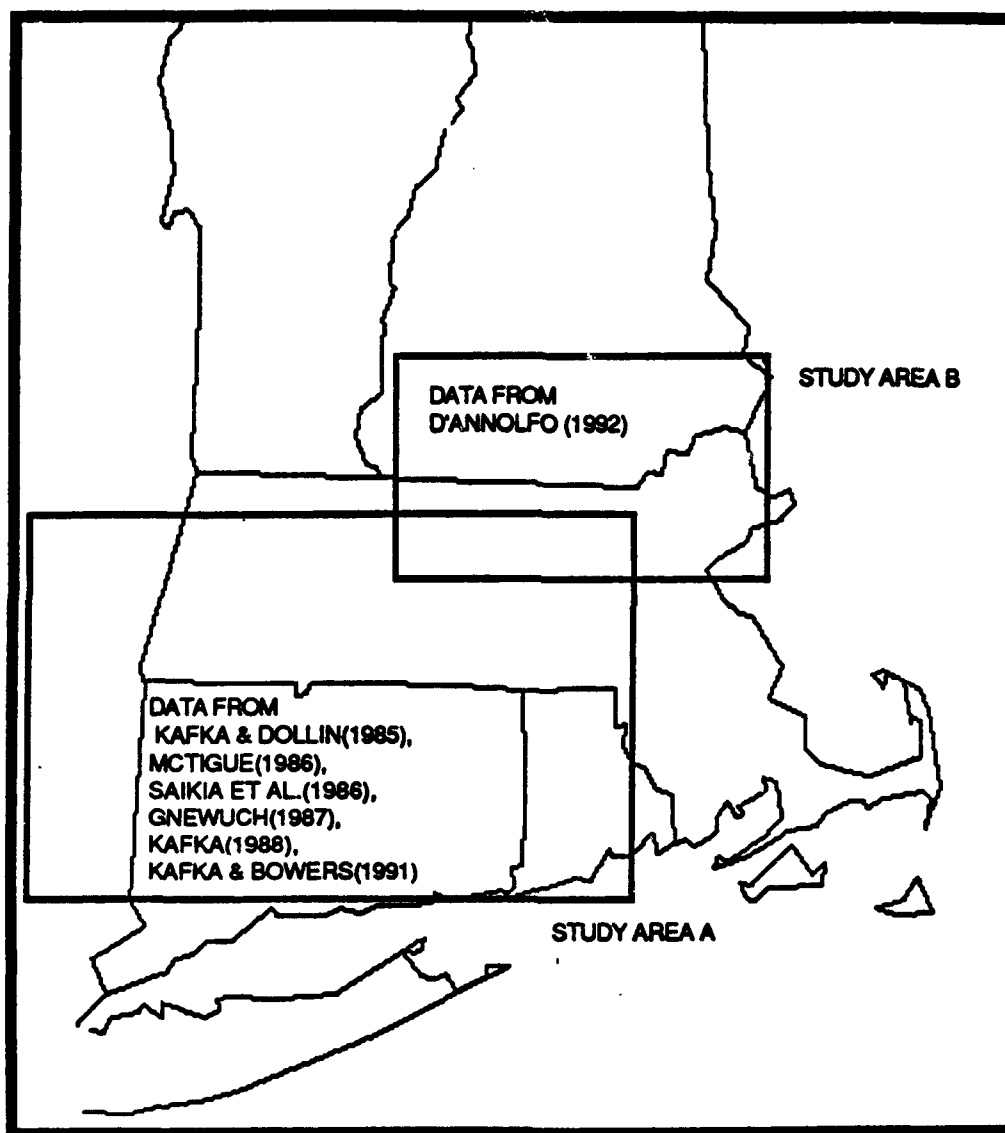 DATA FROM
D'ANNOLFO (1992)
STUDY AREA B
DATA FROM
KAFKA & DOLLIN(1985),
MCTIGUE(1986),
SAIKIA ET AL.(1986),
GNEWUCH(1987),
KAFKA(1988),
KAFKA & BOWERS(1991)
STUDY AREA A